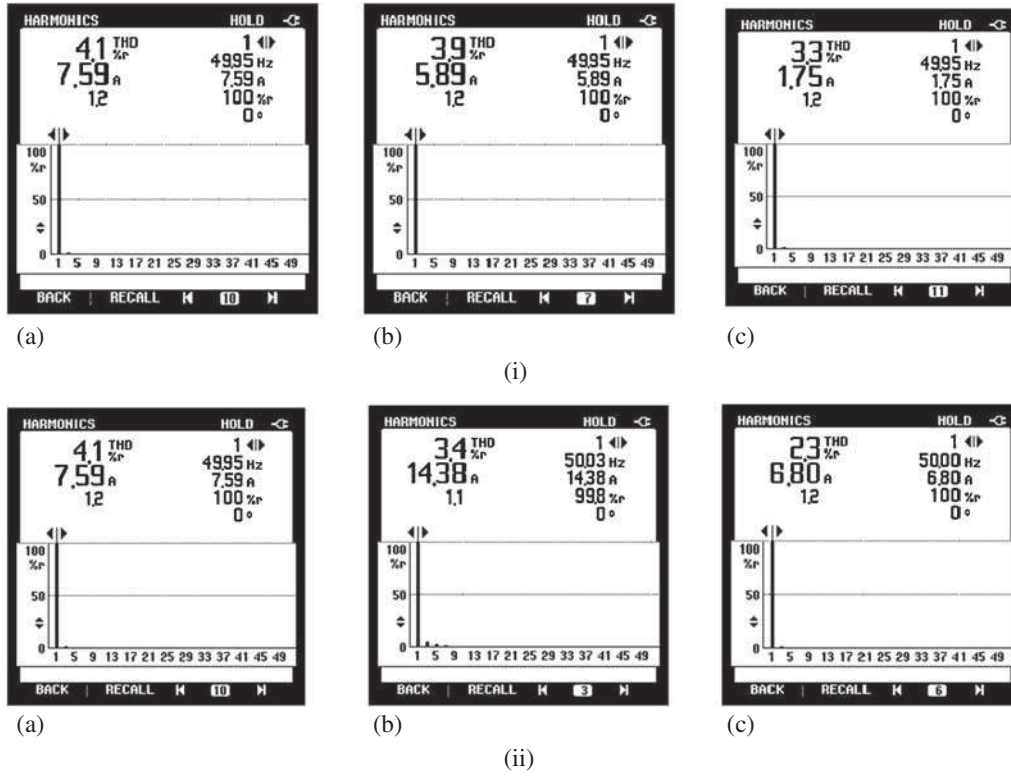 HARMONICS HOLD
4.1 THD %r 1
7.59 A 49.95 Hz
7.59 A
1.2 100 %r
0 °
100
%r
50
0
1 5 9 13 17 21 25 29 33 37 41 45 49
BACK | RECALL 10
(a)
HARMONICS HOLD
3.9 THD %r 1
5.89 A 49.95 Hz
5.89 A
1.2 100 %r
0 °
100
%r
50
0
1 5 9 13 17 21 25 29 33 37 41 45 49
BACK | RECALL 7
(b)
HARMONICS HOLD
3.3 THD %r 1
1.75 A 49.95 Hz
1.75 A
1.2 100 %r
0 °
100
%r
50
0
1 5 9 13 17 21 25 29 33 37 41 45 49
BACK | RECALL 11
(c)
(i)
HARMONICS HOLD
4.1 THD %r 1
7.59 A 49.95 Hz
7.59 A
1.2 100 %r
0 °
100
%r
50
0
1 5 9 13 17 21 25 29 33 37 41 45 49
BACK | RECALL 10
(a)
HARMONICS HOLD
3.4 THD %r 1
14.38 A 50.03 Hz
14.38 A
1.1 99.8 %r
0 °
100
%r
50
0
1 5 9 13 17 21 25 29 33 37 41 45 49
BACK | RECALL 3
(b)
HARMONICS HOLD
2.3 THD %r 1
6.80 A 50.00 Hz
6.80 A
1.2 100 %r
0 °
100
%r
50
0
1 5 9 13 17 21 25 29 33 37 41 45 49
BACK | RECALL 6
(c)
(ii)